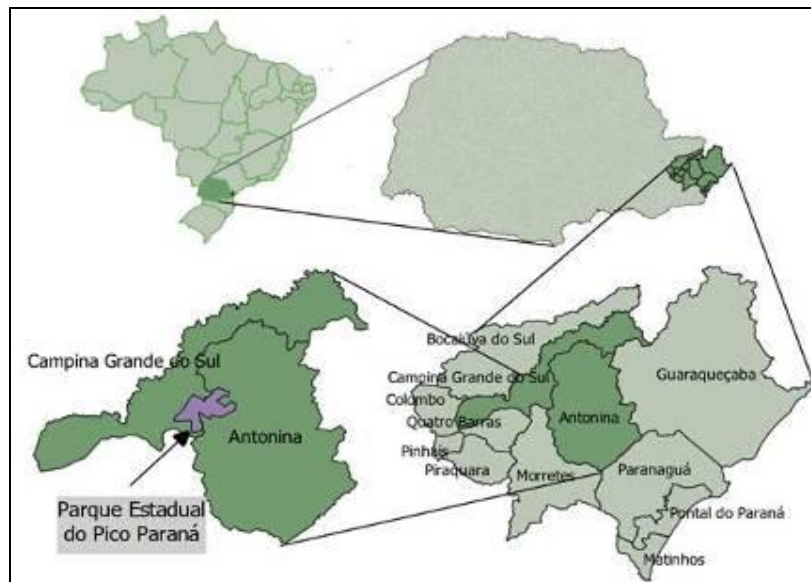 Bocaiúva do Sul
Campina Grande do Sul
Campina Grande do Sul
Guaraqueçaba
Colombo
Quatro Barras
Antonina
Antonina
Pinhais
Piraquara
Morretes
Paranaguá
Parque Estadual
do Pico Paraná
Pontal do Paraná
Matinhos